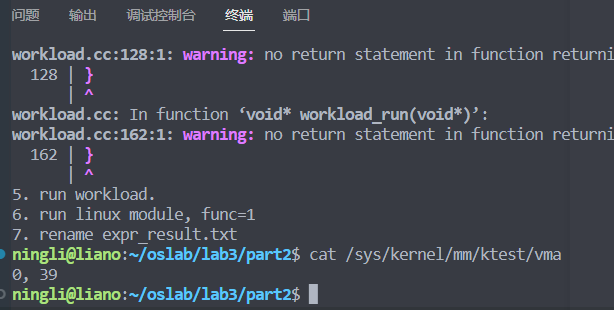 问题 输出 调试控制台 终端 端口
workload.cc:128:1: warning: no return statement in function returni
128 | }
| ^
workload.cc: In function ‘void* workload_run(void*)’:
workload.cc:162:1: warning: no return statement in function returni
162 | }
| ^
5. run workload.
6. run linux module, func=1
7. rename expr_result.txt
ningli@liano:~/oslab/lab3/part2$ cat /sys/kernel/mm/ktest/vma
0, 39
ningli@liano:~/oslab/lab3/part2$